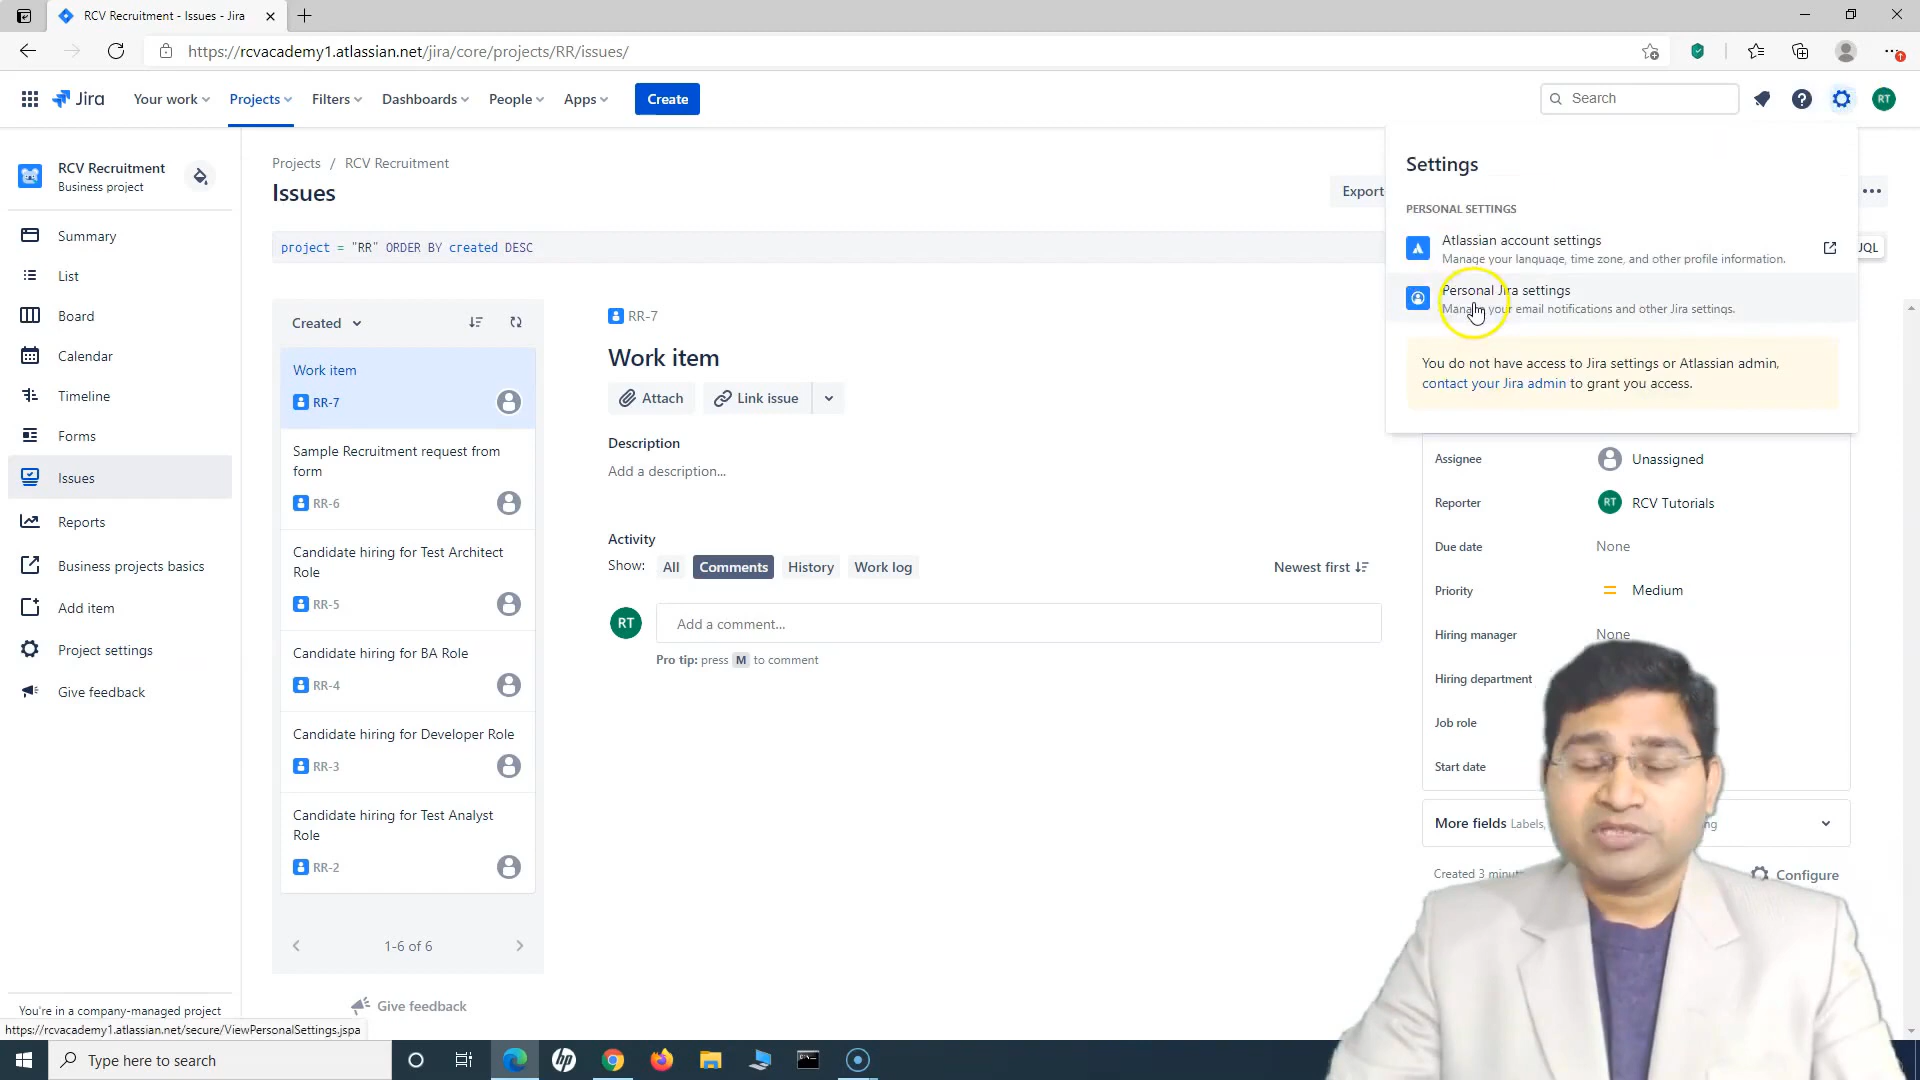 RCV Recruitment - Issues - Jira
https://rcvacademy1.atlassian.net/jira/core/projects/RR/issues/
Jira
Your work
Projects
Filters
Dashboards
People
Apps
Create
Search
RT
RCV Recruitment
Business project
Summary
List
Board
Calendar
Timeline
Forms
Issues
Reports
Business projects basics
Add item
Project settings
Give feedback
You're in a company-managed project
https://rcvacademy1.atlassian.net/secure/ViewPersonalSettings.jspa
Projects / RCV Recruitment
Issues
Export
project = "RR" ORDER BY created DESC
JQL
Created
Work item
RR-7
Sample Recruitment request from
form
RR-6
Candidate hiring for Test Architect
Role
RR-5
Candidate hiring for BA Role
RR-4
Candidate hiring for Developer Role
RR-3
Candidate hiring for Test Analyst
Role
RR-2
1-6 of 6
Give feedback
RR-7
Work item
Attach
Link issue
Description
Add a description...
Activity
Show:
All
Comments
History
Work log
Newest first
RT
Add a comment...
Pro tip: press M to comment
Settings
PERSONAL SETTINGS
Atlassian account settings
Manage your language, time zone, and other profile information.
Personal Jira settings
Manage your email notifications and other Jira settings.
You do not have access to Jira settings or Atlassian admin,
contact your Jira admin to grant you access.
Assignee
Unassigned
Reporter
RT
RCV Tutorials
Due date
None
Priority
Medium
Hiring manager
None
Hiring department
Job role
Start date
More fields Labels,
Created 3
Configure
Type here to search
hp